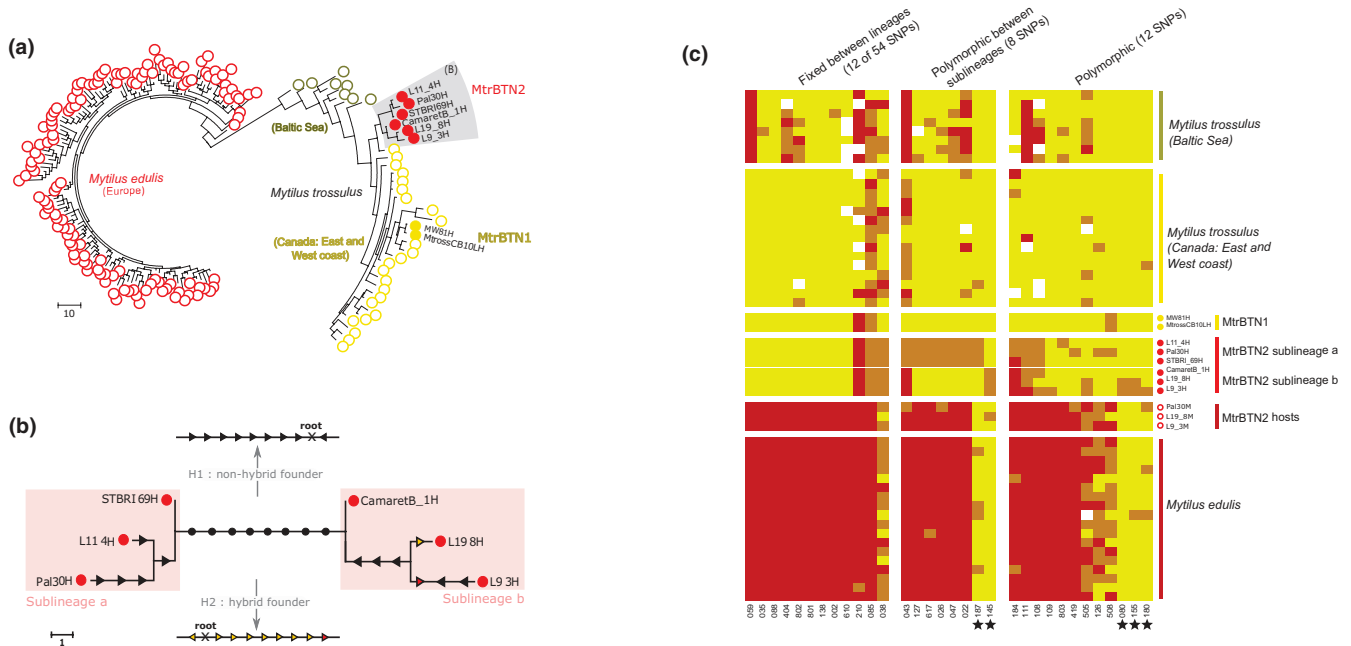 (a)
(B)
MtrBTN2
L11_4H
Pal30H
STBRI69H
CamaretB_1H
L19_8H
L9_3H
(Baltic Sea)
Mytilus edulis
(Europe)
Mytilus trossulus
(Canada: East and
West coast)
MtrBTN1
MW81H
MtrossCB10LH
10
(b)
root
H1 : non-hybrid founder
STBRI 69H
CamaretB_1H
L11 4H
L19 8H
Pal30H
L9 3H
Sublineage a
Sublineage b
H2 : hybrid founder
root
1
(c)
Fixed between lineages
(12 of 54 SNPs)
Polymorphic between
sublineages (8 SNPs)
Polymorphic (12 SNPs)
Mytilus trossulus
(Baltic Sea)
Mytilus trossulus
(Canada: East and
West coast)
MW81H
MtrossCB10LH
MtrBTN1
L11_4H
Pal30H
STBRI_69H
CamaretB_1H
L19_8H
L9_3H
MtrBTN2 sublineage a
MtrBTN2 sublineage b
Pal30M
L19_8M
L9_3M
MtrBTN2 hosts
Mytilus edulis
059 035 088 404 802 801 138 002 610 210 085 038
043 127 617 026 047 022 187 145
184 111 108 109 803 419 505 126 508 080 155 180